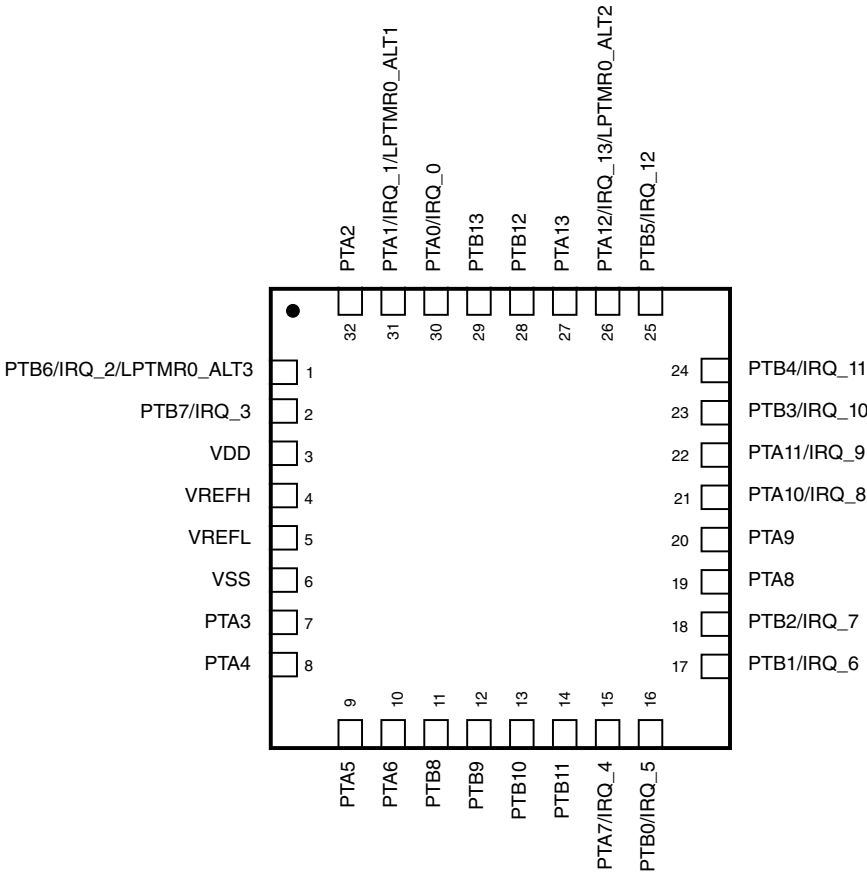 PTA2
PTA1/IRQ_1/LPTMR0_ALT1
PTA0/IRQ_0
PTB13
PTB12
PTA13
PTA12/IRQ_13/LPTMR0_ALT2
PTB5/IRQ_12
32
31
30
29
28
27
26
25
PTB6/IRQ_2/LPTMR0_ALT3 1
PTB7/IRQ_3 2
VDD 3
VREFH 4
VREFL 5
VSS 6
PTA3 7
PTA4 8
24 PTB4/IRQ_11
23 PTB3/IRQ_10
22 PTA11/IRQ_9
21 PTA10/IRQ_8
20 PTA9
19 PTA8
18 PTB2/IRQ_7
17 PTB1/IRQ_6
9
10
11
12
13
14
15
16
PTA5
PTA6
PTB8
PTB9
PTB10
PTB11
PTA7/IRQ_4
PTB0/IRQ_5